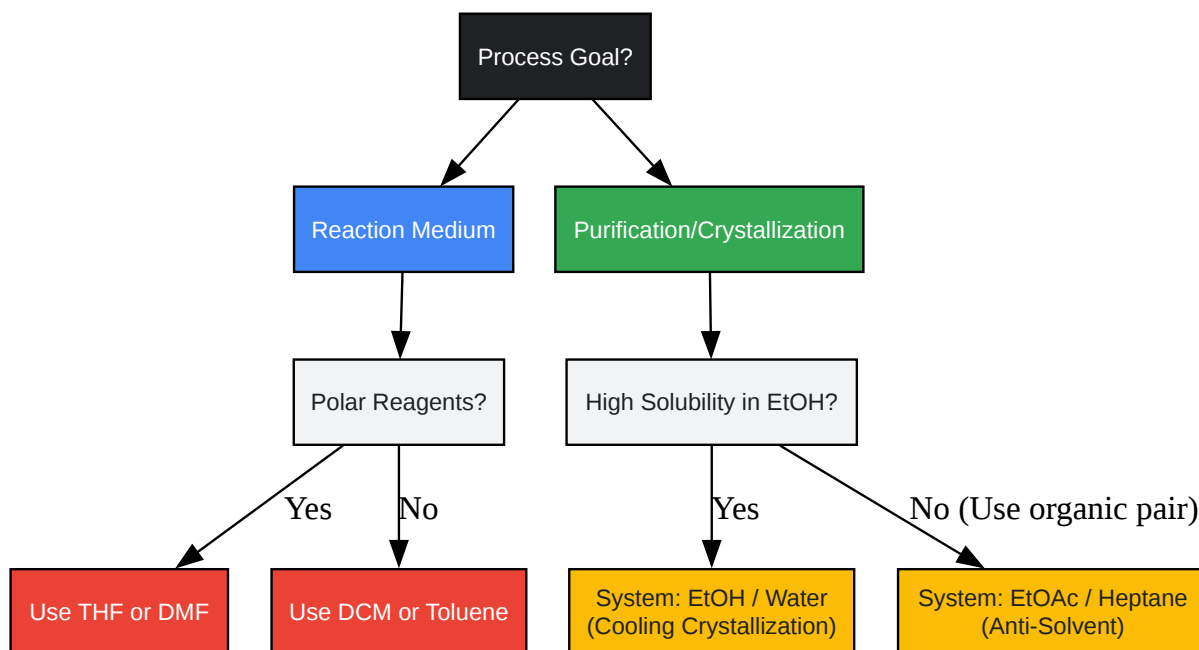 Process Goal?
Reaction Medium
Purification/Crystallization
Polar Reagents?
High Solubility in EtOH?
Yes
No
Yes
No (Use organic pair)
Use THF or DMF
Use DCM or Toluene
System: EtOH / Water
(Cooling Crystallization)
System: EtOAc / Heptane
(Anti-Solvent)